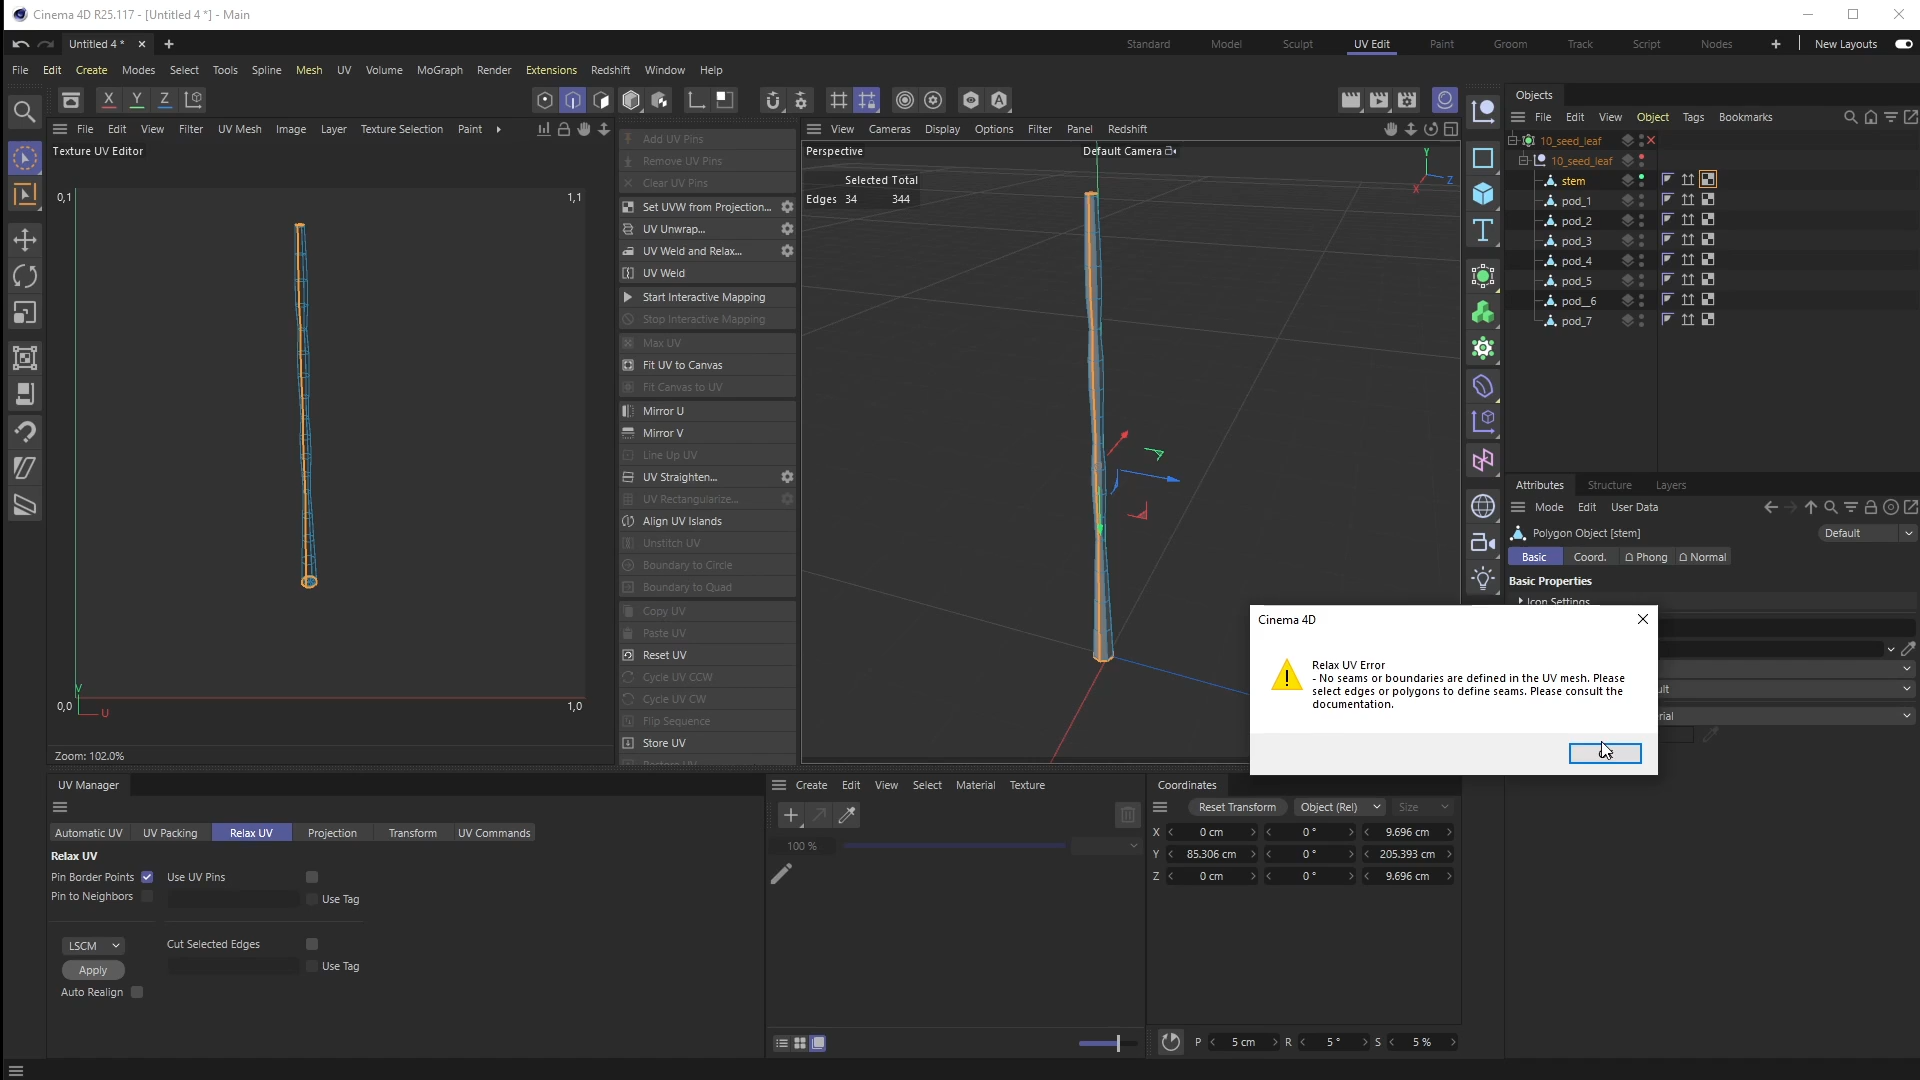 Cinema 4D R25.117 - [Untitled 4 *] - Main
Untitled 4 *
Standard Model Sculpt UV Edit Paint Groom Track Script Nodes New Layouts
File Edit Create Modes Select Tools Spline Mesh UV Volume MoGraph Render Extensions Redshift Window Help
X Y Z
File Edit View Filter UV Mesh Image Layer Texture Selection Paint
Texture UV Editor
0,1
1,1
0,0
1,0
V
U
Zoom: 102.0%
Add UV Pins
Remove UV Pins
Clear UV Pins
Set UVW from Projection...
UV Unwrap...
UV Weld and Relax...
UV Weld
Start Interactive Mapping
Stop Interactive Mapping
Max UV
Fit UV to Canvas
Fit Canvas to UV
Mirror U
Mirror V
Line Up UV
UV Straighten...
UV Rectangularize...
Align UV Islands
Unstitch UV
Boundary to Circle
Boundary to Quad
Copy UV
Paste UV
Reset UV
Cycle UV CCW
Cycle UV CW
Flip Sequence
Store UV
Restore UV
View Cameras Display Options Filter Panel Redshift
Perspective
Default Camera
Selected Total
Edges 34 344
Y
Z
X
Objects
File Edit View Object Tags Bookmarks
10_seed_leaf
10_seed_leaf
stem
pod_1
pod_2
pod_3
pod_4
pod_5
pod_6
pod_7
Attributes Structure Layers
Mode Edit User Data
Polygon Object [stem]
Default
Basic Coord. Phong Normal
Basic Properties
Icon Settings
ult
rial
Cinema 4D
Relax UV Error
- No seams or boundaries are defined in the UV mesh. Please
select edges or polygons to define seams. Please consult the
documentation.
UV Manager
Automatic UV UV Packing Relax UV Projection Transform UV Commands
Relax UV
Pin Border Points Use UV Pins
Pin to Neighbors Use Tag
LSCM Cut Selected Edges
Apply Use Tag
Auto Realign
Create Edit View Select Material Texture
100 %
Coordinates
Reset Transform Object (Rel) Size
X 0 cm 0 ° 9.696 cm
Y 85.306 cm 0 ° 205.393 cm
Z 0 cm 0 ° 9.696 cm
P 5 cm R 5 ° S 5 %